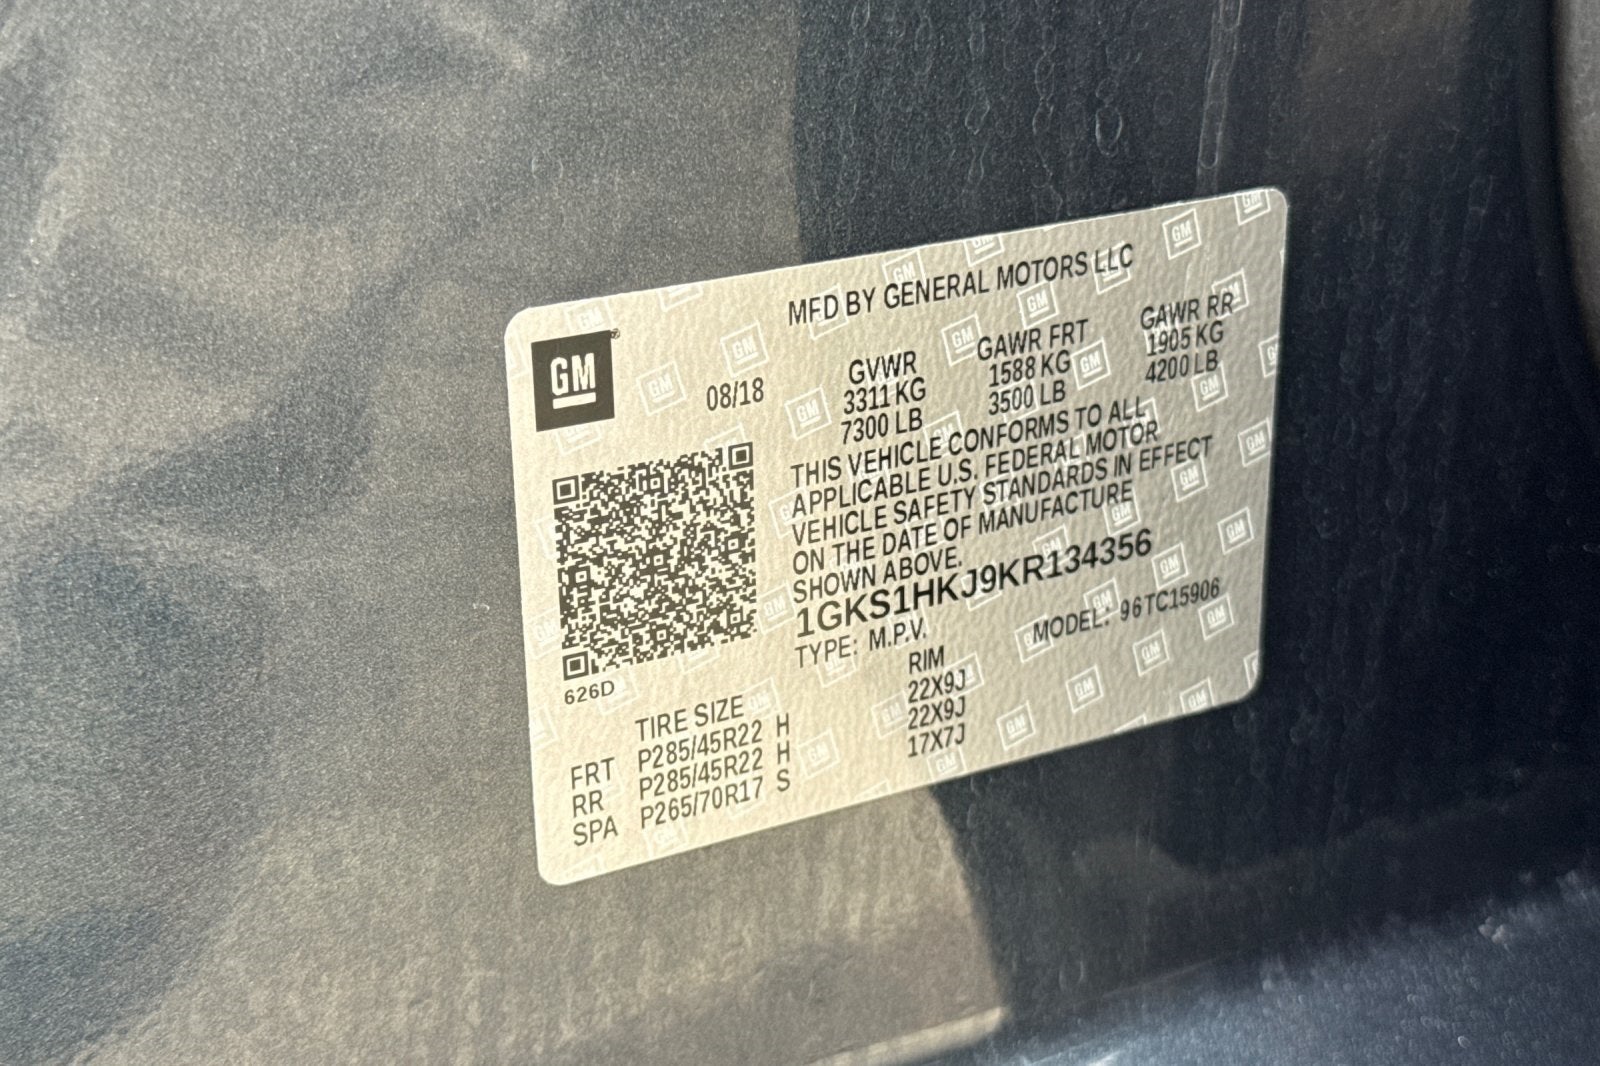 MFD BY GENERAL MOTORS LLC
GM
08/18
GVWR GAWR FRT GAWR RR
3311 KG 1588 KG 1905 KG
7300 LB 3500 LB 4200 LB
THIS VEHICLE CONFORMS TO ALL
APPLICABLE U.S. FEDERAL MOTOR
VEHICLE SAFETY STANDARDS IN EFFECT
ON THE DATE OF MANUFACTURE
SHOWN ABOVE.
1GKS1HKJ9KR134356
TYPE: M.P.V. MODEL: 96TC15906
626D
TIRE SIZE RIM
FRT P285/45R22 H 22X9J
RR P285/45R22 H 22X9J
SPA P265/70R17 S 17X7J